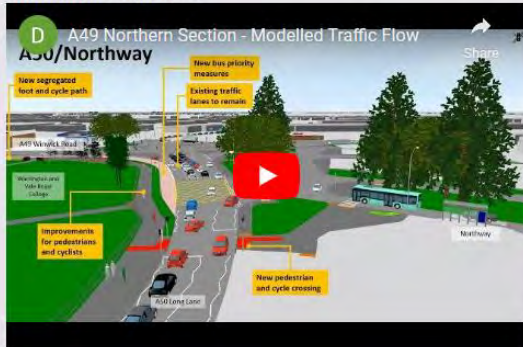 D
A49 Northern Section - Modelled Traffic Flow
Share
A50/Northway
New bus priority
measures
New segregated
foot and cycle path
Existing traffic
lanes to remain
A49 Winwick Road
Warrington and
Vale Royal
College
Improvements
for pedestrians
and cyclists
Northway
New pedestrian
and cycle crossing
A50 Long Lane